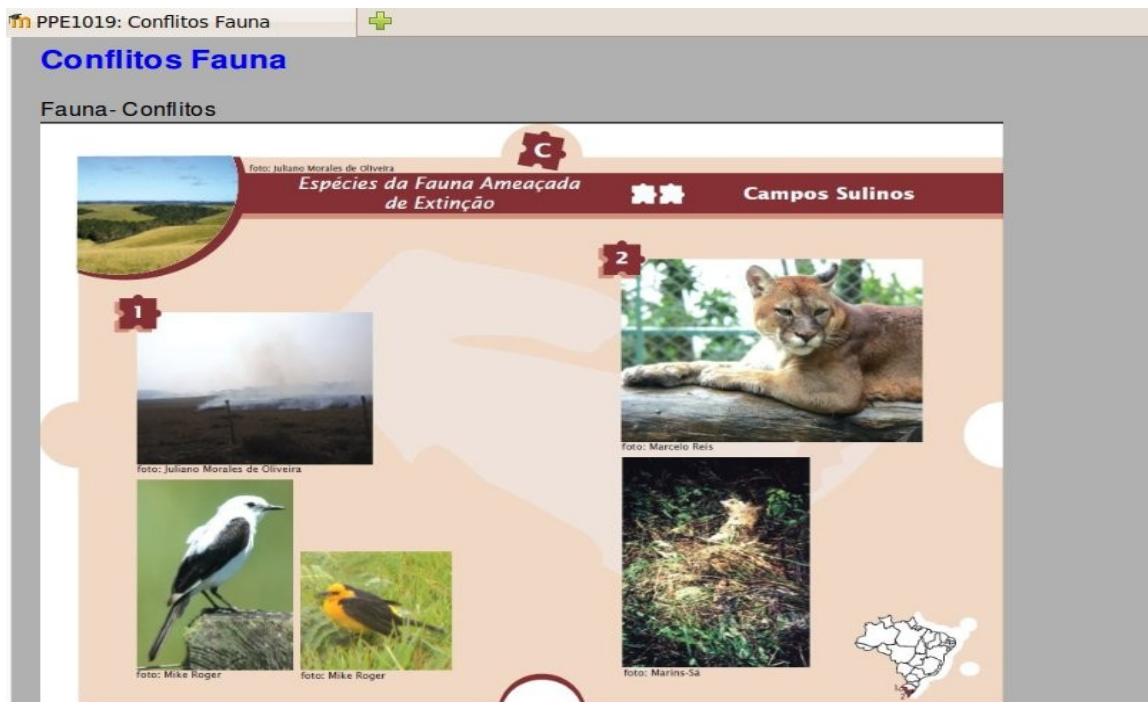 PPE1019: Conflitos Fauna
Conflitos Fauna
Fauna- Conflitos
C
foto: Juliano Morales de Oliveira
Espécies da Fauna Ameaçada
de Extinção
Campos Sulinos
1
foto: Juliano Morales de Oliveira
foto: Mike Roger
foto: Mike Roger
2
foto: Marcelo Reis
foto: Marins-Sá
1
2